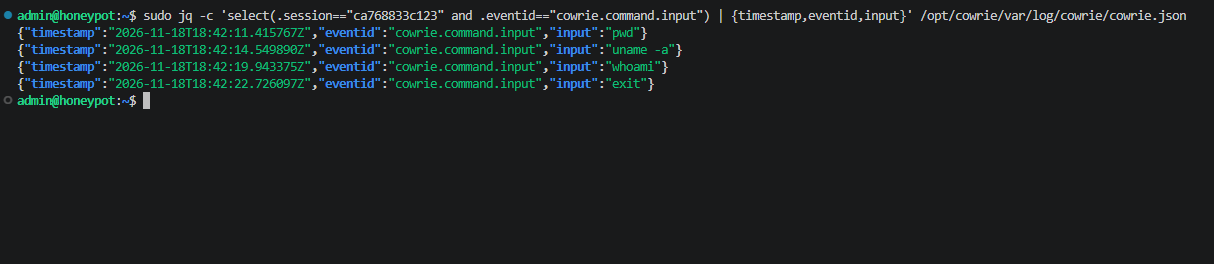 admin@honeypot:~$ sudo jq -c 'select(.session=="ca768833c123" and .eventid=="cowrie.command.input") | {timestamp,eventid,input}' /opt/cowrie/var/log/cowrie/cowrie.json
{"timestamp":"2026-11-18T18:42:11.415767Z","eventid":"cowrie.command.input","input":"pwd"}
{"timestamp":"2026-11-18T18:42:14.549890Z","eventid":"cowrie.command.input","input":"uname -a"}
{"timestamp":"2026-11-18T18:42:19.943375Z","eventid":"cowrie.command.input","input":"whoami"}
{"timestamp":"2026-11-18T18:42:22.726097Z","eventid":"cowrie.command.input","input":"exit"}
admin@honeypot:~$